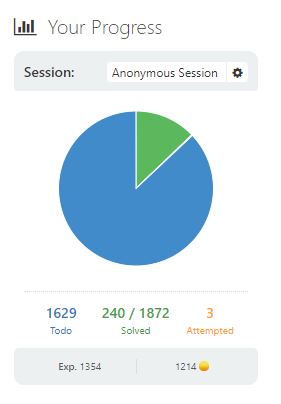 Your Progress
Session: Anonymous Session
1629 240 / 1872 3
Todo Solved Attempted
Exp. 1354 1214